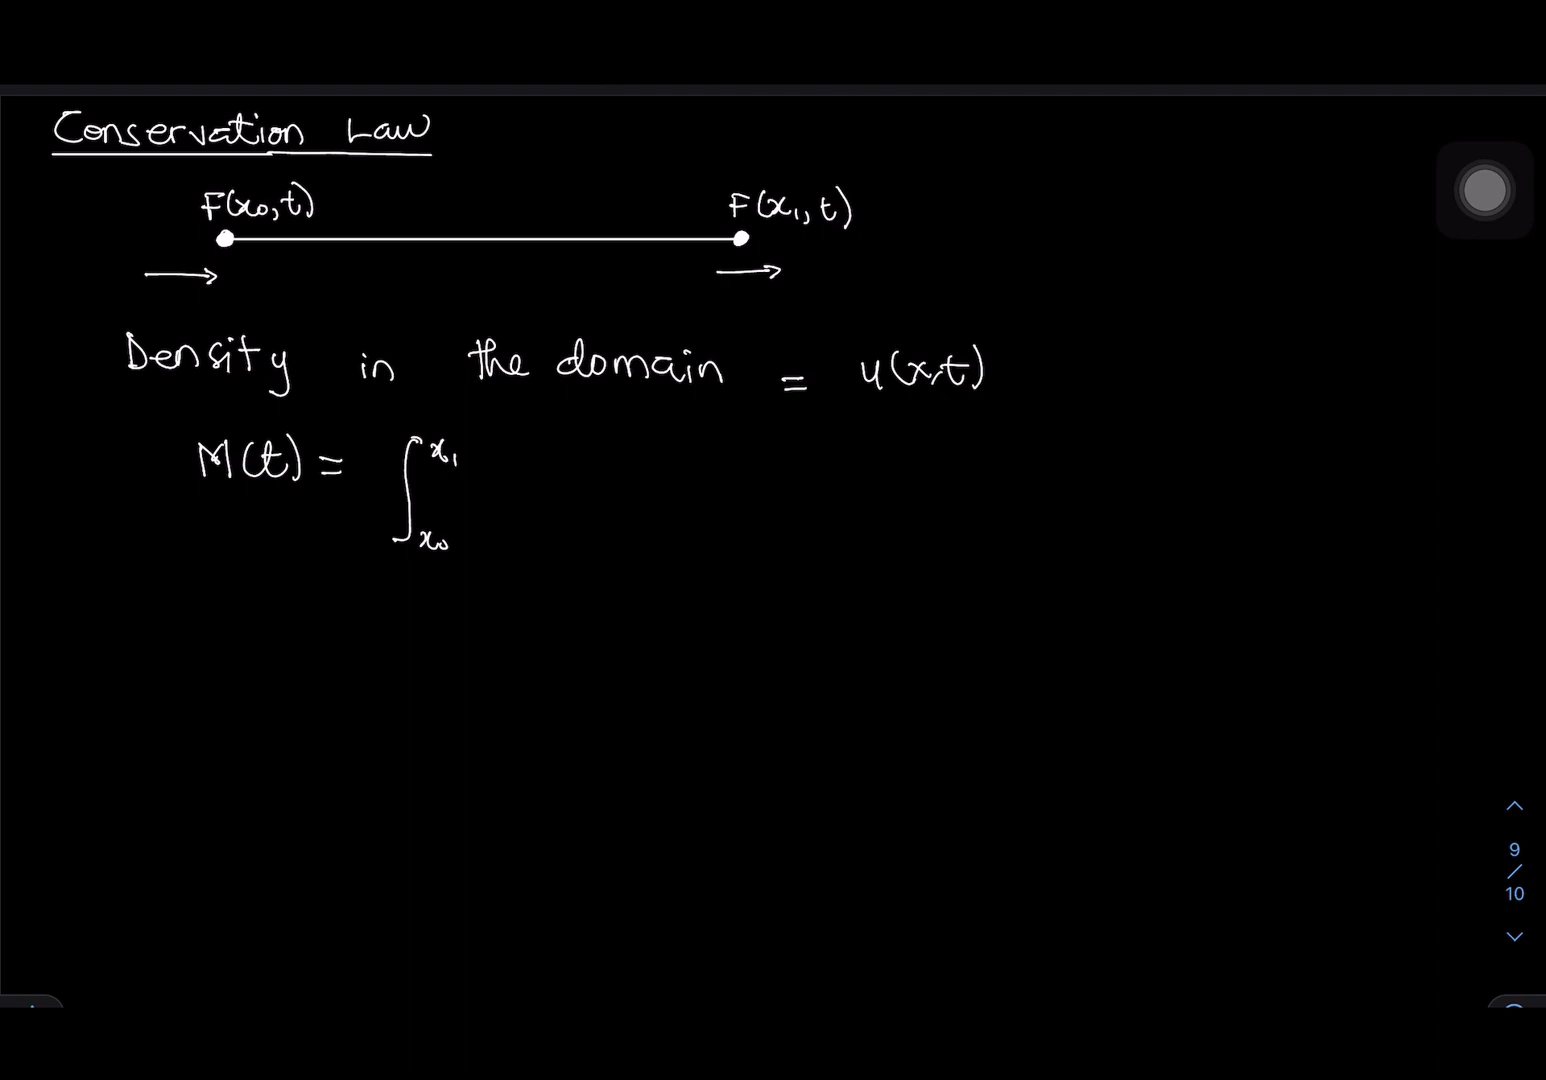 Conservation Law
F(x₀,t) F(x₁,t)
Density in the domain = u(x,t)
M(t) = ∫_{x₀}^{x₁}
9
/
10